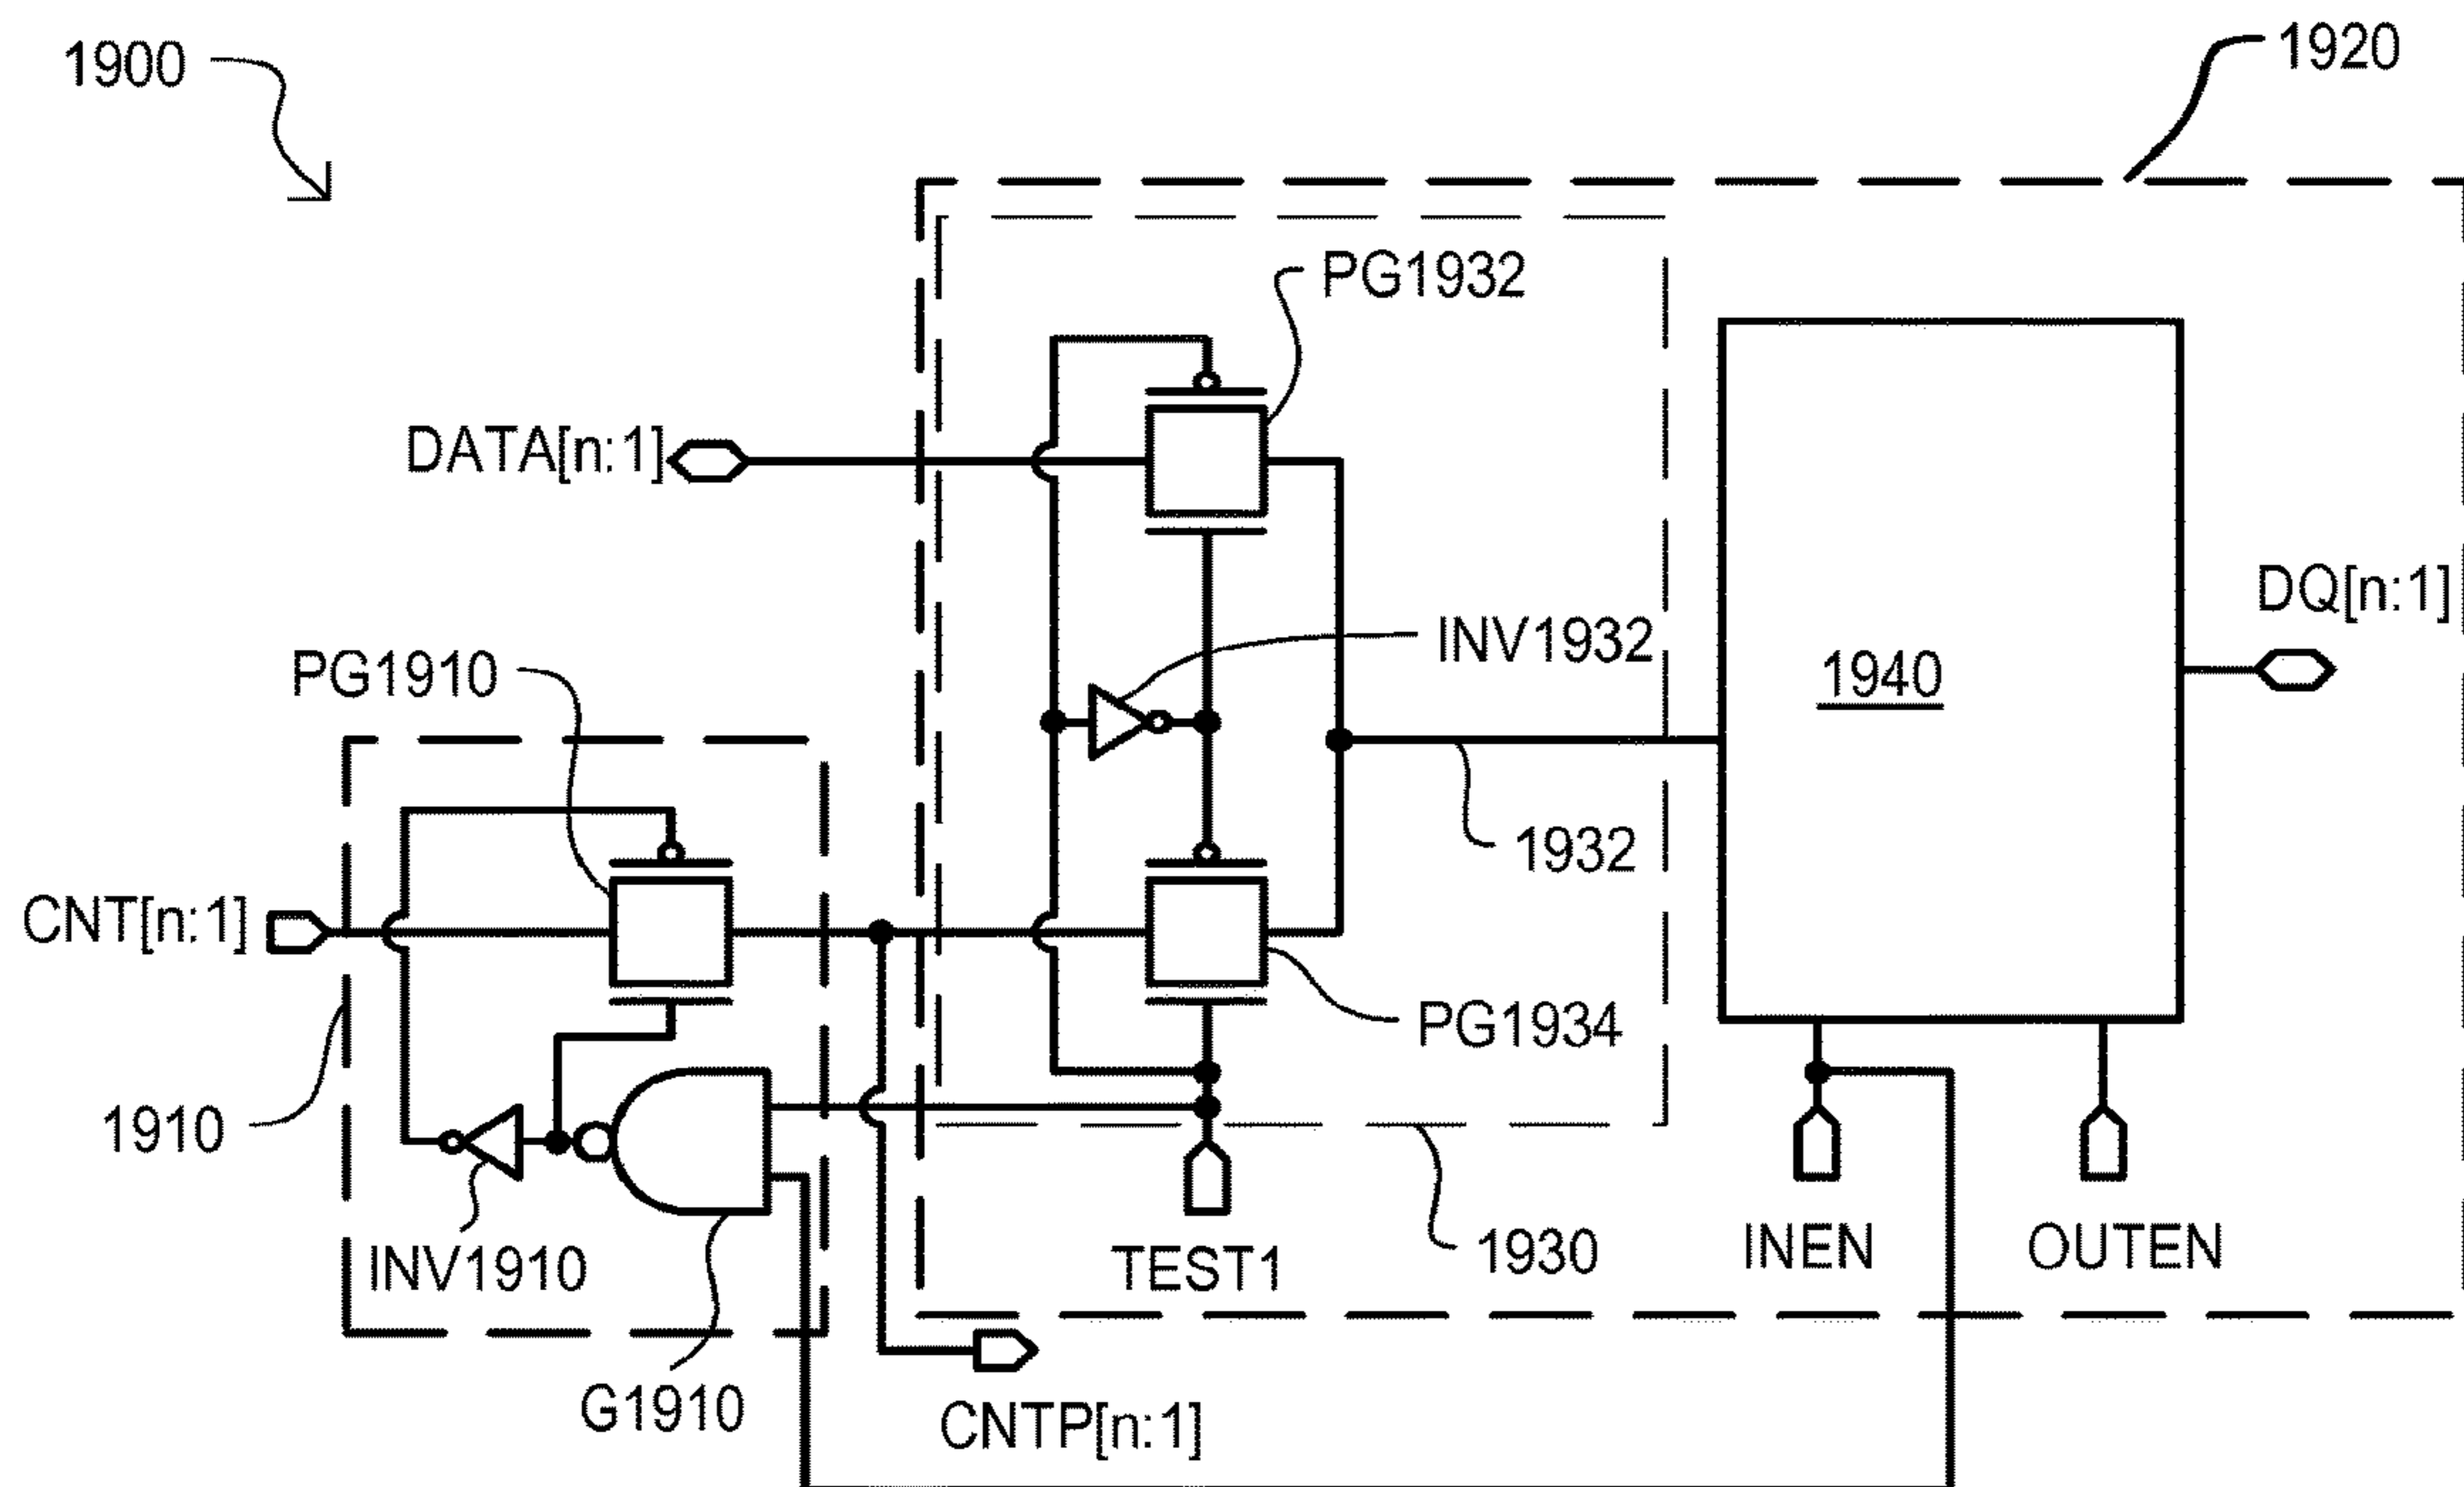 1900
1920
PG1932
DATA[n:1]
DQ[n:1]
INV1932
PG1910
1940
1932
CNT[n:1]
PG1934
1910
INV1910
TEST1
1930
INEN
OUTEN
G1910
CNTP[n:1]